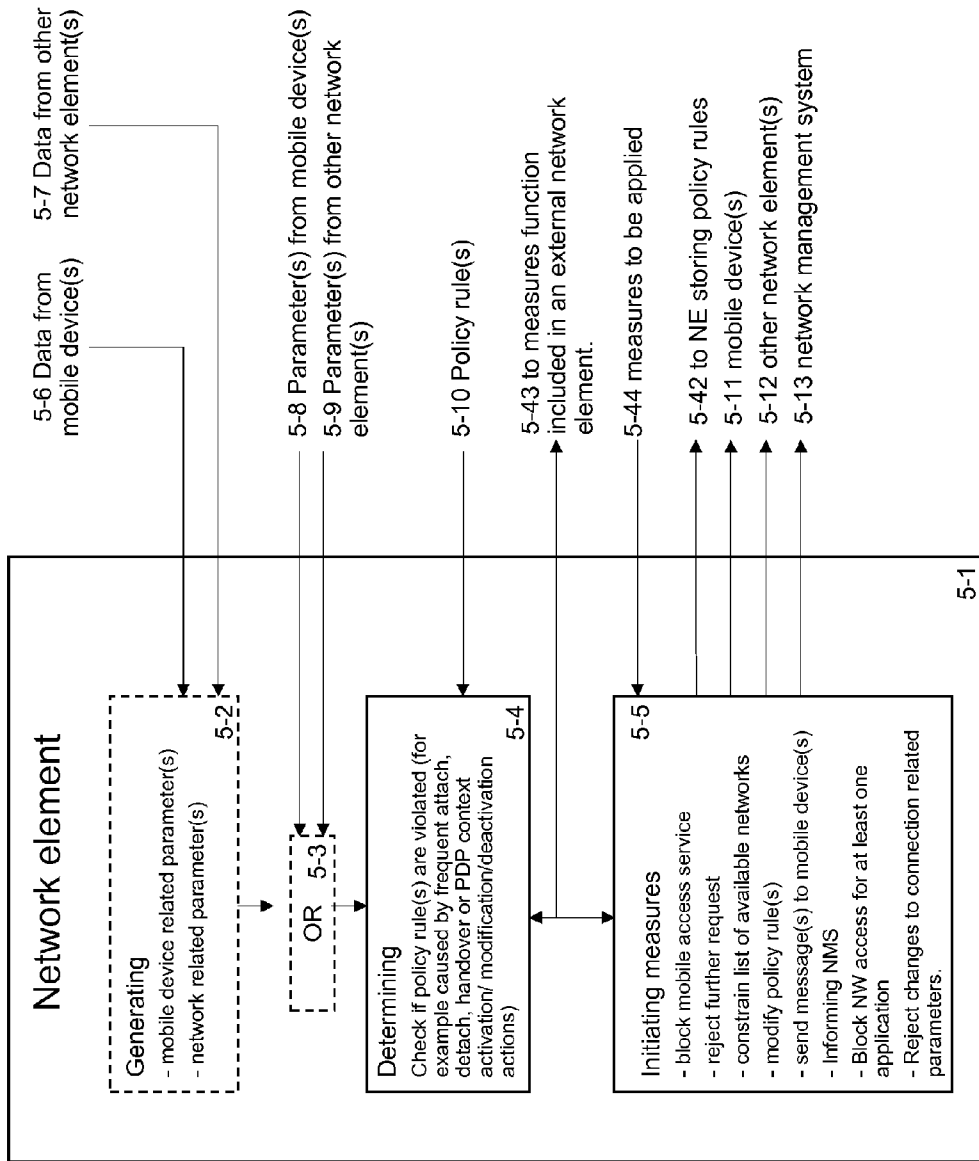 Network element
Generating
- mobile device related parameter(s)
- network related parameter(s)
5-2
5-6 Data from
mobile device(s)
5-7 Data from other
network element(s)
OR
5-3
5-8 Parameter(s) from mobile device(s)
5-9 Parameter(s) from other network
element(s)
Determining
Check if policy rule(s) are violated (for
example caused by frequent attach,
detach, handover or PDP context
activation/ modification/deactivation
actions)
5-4
5-10 Policy rule(s)
5-43 to measures function
included in an external network
element.
5-5
Initiating measures
- block mobile access service
- reject further request
- constrain list of available networks
- modify policy rule(s)
- send message(s) to mobile device(s)
- Informing NMS
- Block NW access for at least one
application
- Reject changes to connection related
parameters.
5-44 measures to be applied
5-42 to NE storing policy rules
5-11 mobile device(s)
5-12 other network element(s)
5-13 network management system
5-1